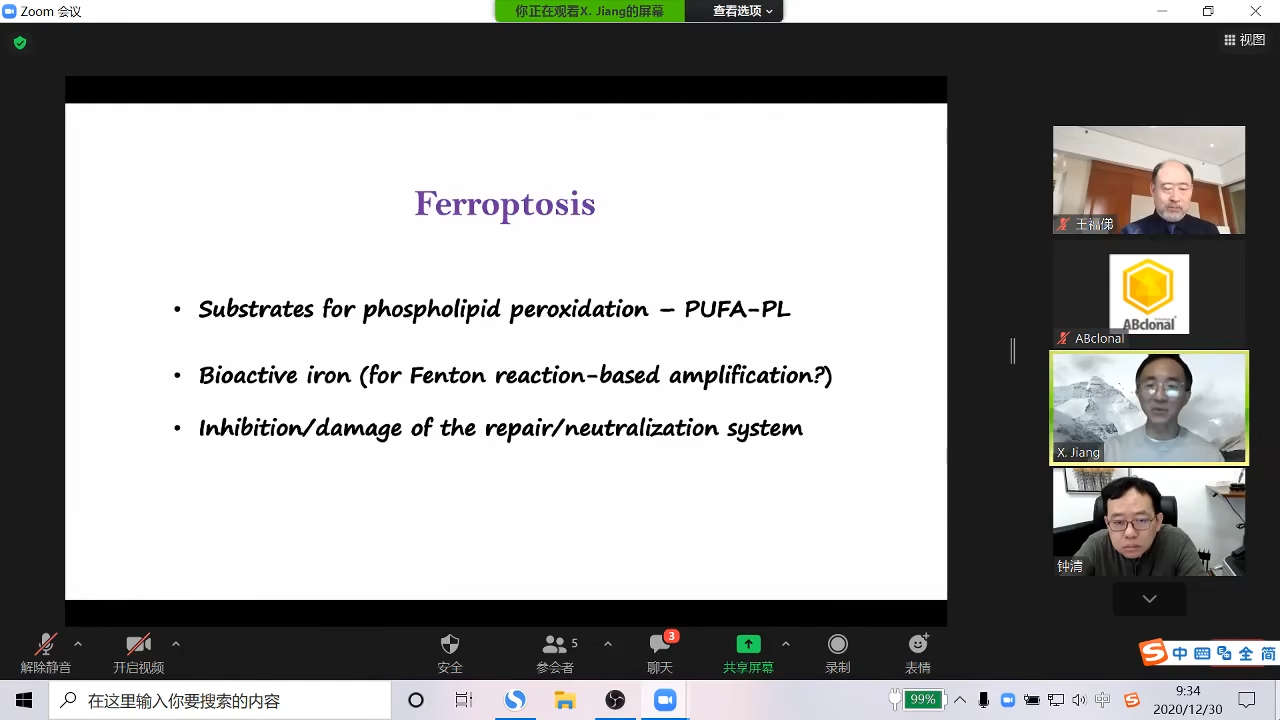 Zoom 会议
你正在观看X. Jiang的屏幕
查看选项
视图
Ferroptosis
• Substrates for phospholipid peroxidation – PUFA-PL
• Bioactive iron (for Fenton reaction-based amplification?)
• Inhibition/damage of the repair/neutralization system
王福俤
ABclonal
ABclonal
X. Jiang
钟清
解除静音
开启视频
安全
5
参会者
3
聊天
共享屏幕
录制
表情
S 中 全 简
在这里输入你要搜索的内容
99%
中
S
9:34
2020/12/30